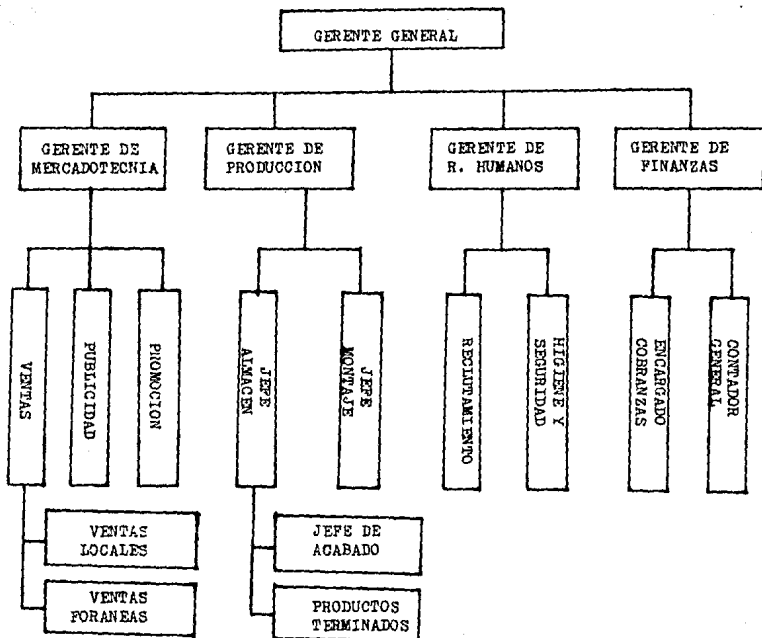 GERENTE GENERAL
GERENTE DE
MERCADOTECNIA
GERENTE DE
PRODUCCION
GERENTE DE
R. HUMANOS
GERENTE DE
FINANZAS
VENTAS
PUBLICIDAD
PROMOCION
JEFE
ALMACEN
JEFE
MONTAJE
RECLUTAMIENTO
HIGIENE Y
SEGURIDAD
ENCARGADO
COBRANZAS
CONTADOR
GENERAL
VENTAS
LOCALES
VENTAS
FORANEAS
JEFE DE
ACABADO
PRODUCTOS
TERMINADOS